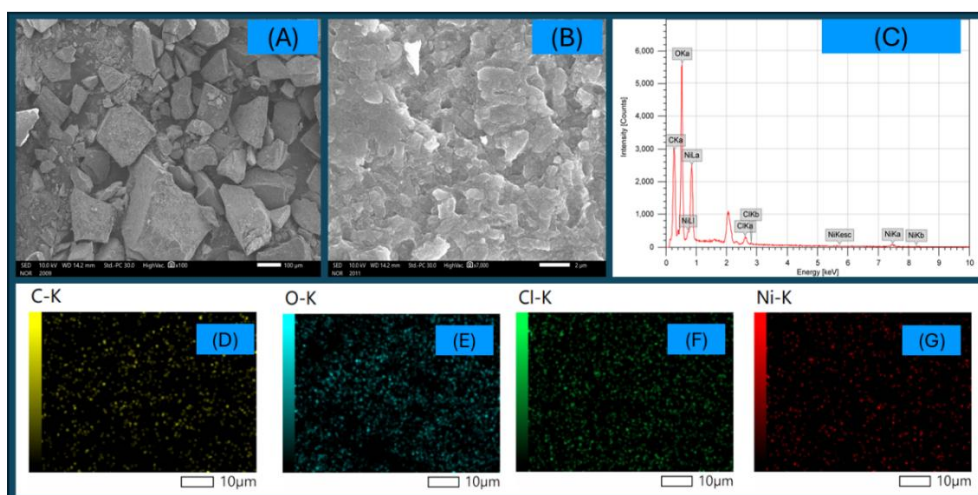 (A)
SED 10.0 kV WD 14.2 mm Std.-PC 30.0 HighVac. x100 100 µm
NOR 2009
(B)
SED 10.0 kV WD 14.2 mm Std.-PC 30.0 HighVac. x7,000 2 µm
NOR 2011
(C)
Intensity [Counts]
6,000
5,000
4,000
3,000
2,000
1,000
0
OKa
CKa
NiLa
NiLl
ClKb
ClKa
NiKesc
NiKa
NiKb
0 1 2 3 4 5 6 7 8 9 10
Energy [keV]
C-K
(D)
10µm
O-K
(E)
10µm
Cl-K
(F)
10µm
Ni-K
(G)
10µm